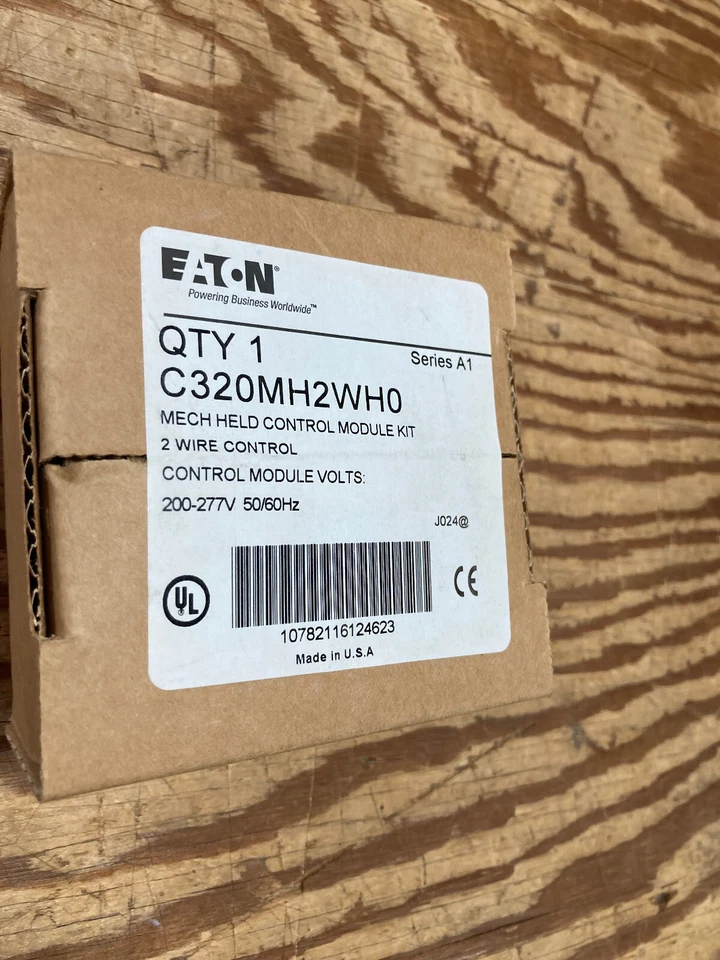 EATON®
Powering Business Worldwide™
QTY 1
Series A1
C320MH2WH0
MECH HELD CONTROL MODULE KIT
2 WIRE CONTROL
CONTROL MODULE VOLTS:
200-277V 50/60Hz
J024@
UL
CE
10782116124623
Made in U.S.A